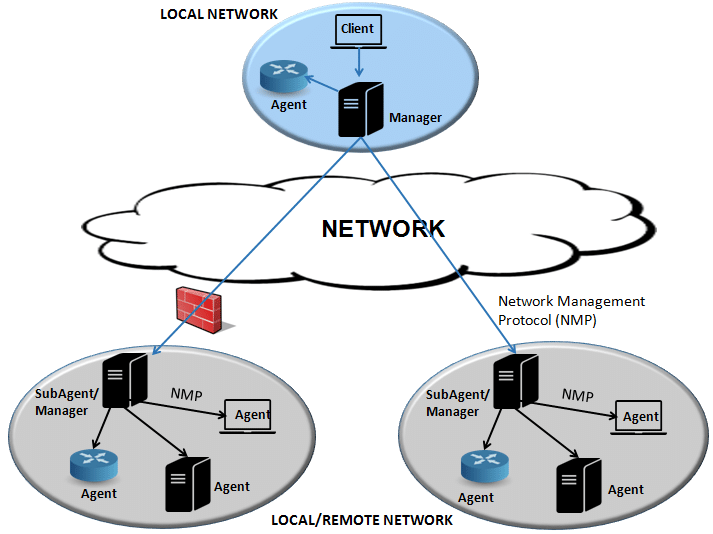 LOCAL NETWORK
Client
Agent
Manager
NETWORK
Network Management
Protocol (NMP)
SubAgent/
Manager
NMP
Agent
Agent
Agent
SubAgent/
Manager
NMP
Agent
Agent
Agent
LOCAL/REMOTE NETWORK